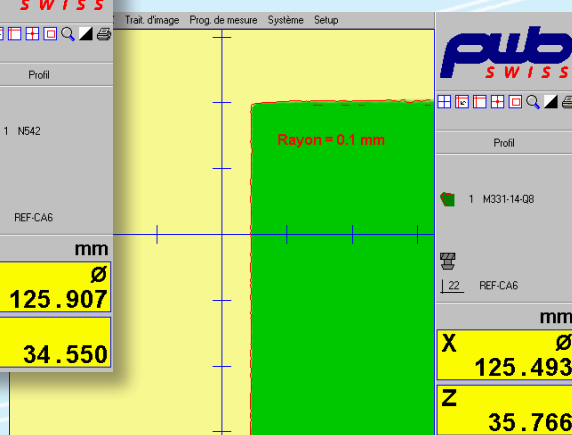 SWISS
Profil
1 N542
REF-CA6
mm
Ø
125.907
34.550
Trait. d'image Prog. de mesure Système Setup
Rayon = 0.1 mm
pwb
SWISS
Profil
1 M331-14-Q8
22 REF-CA6
mm
X Ø
125.493
Z
35.766